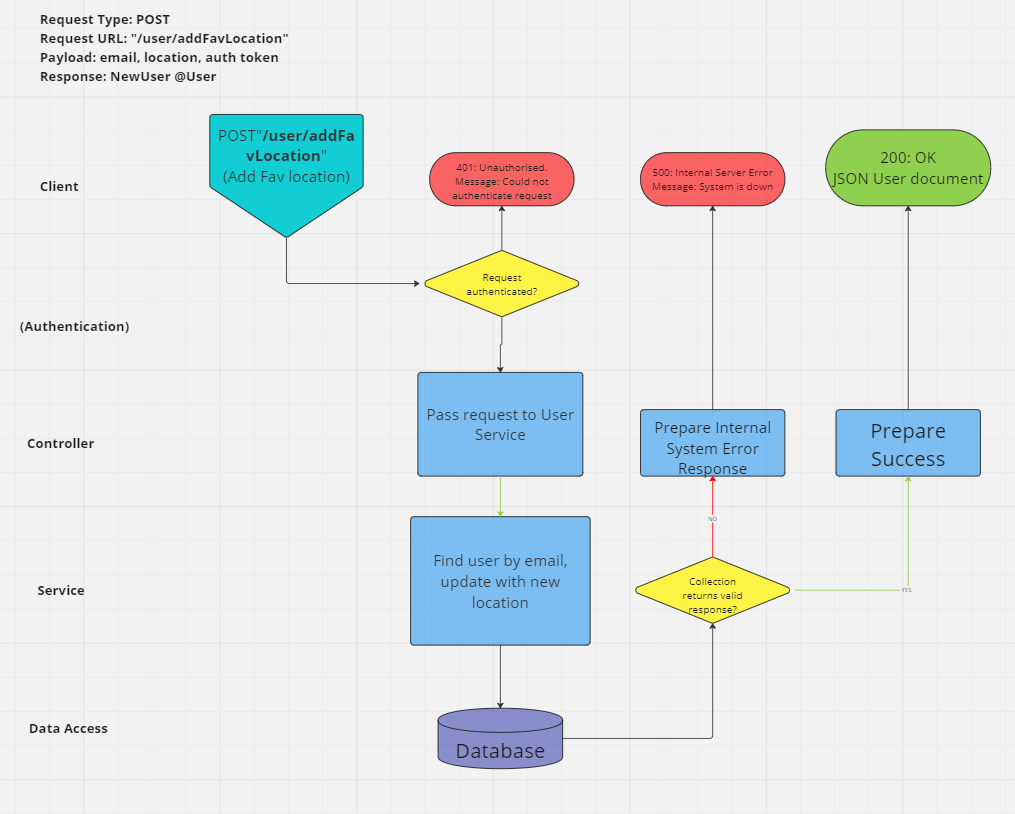 Request Type: POST
Request URL: "/user/addFavLocation"
Payload: email, location, auth token
Response: NewUser @User
Client
POST"/user/addFa
vLocation"
(Add Fav location)
401: Unauthorised.
Message: Could not
authenticate request
500: Internal Server Error
Message: System is down
200: OK
JSON User document
Request
authenticated?
(Authentication)
Controller
Pass request to User
Service
Prepare Internal
System Error
Response
Prepare
Success
NO
Service
Find user by email,
update with new
location
Collection
returns valid
response?
YES
Data Access
Database